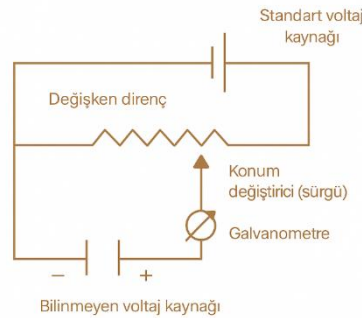 Standart voltaj
kaynağı
Değişken direnç
Konum
değiştirici (sürgü)
Galvanometre
− +
Bilinmeyen voltaj kaynağı